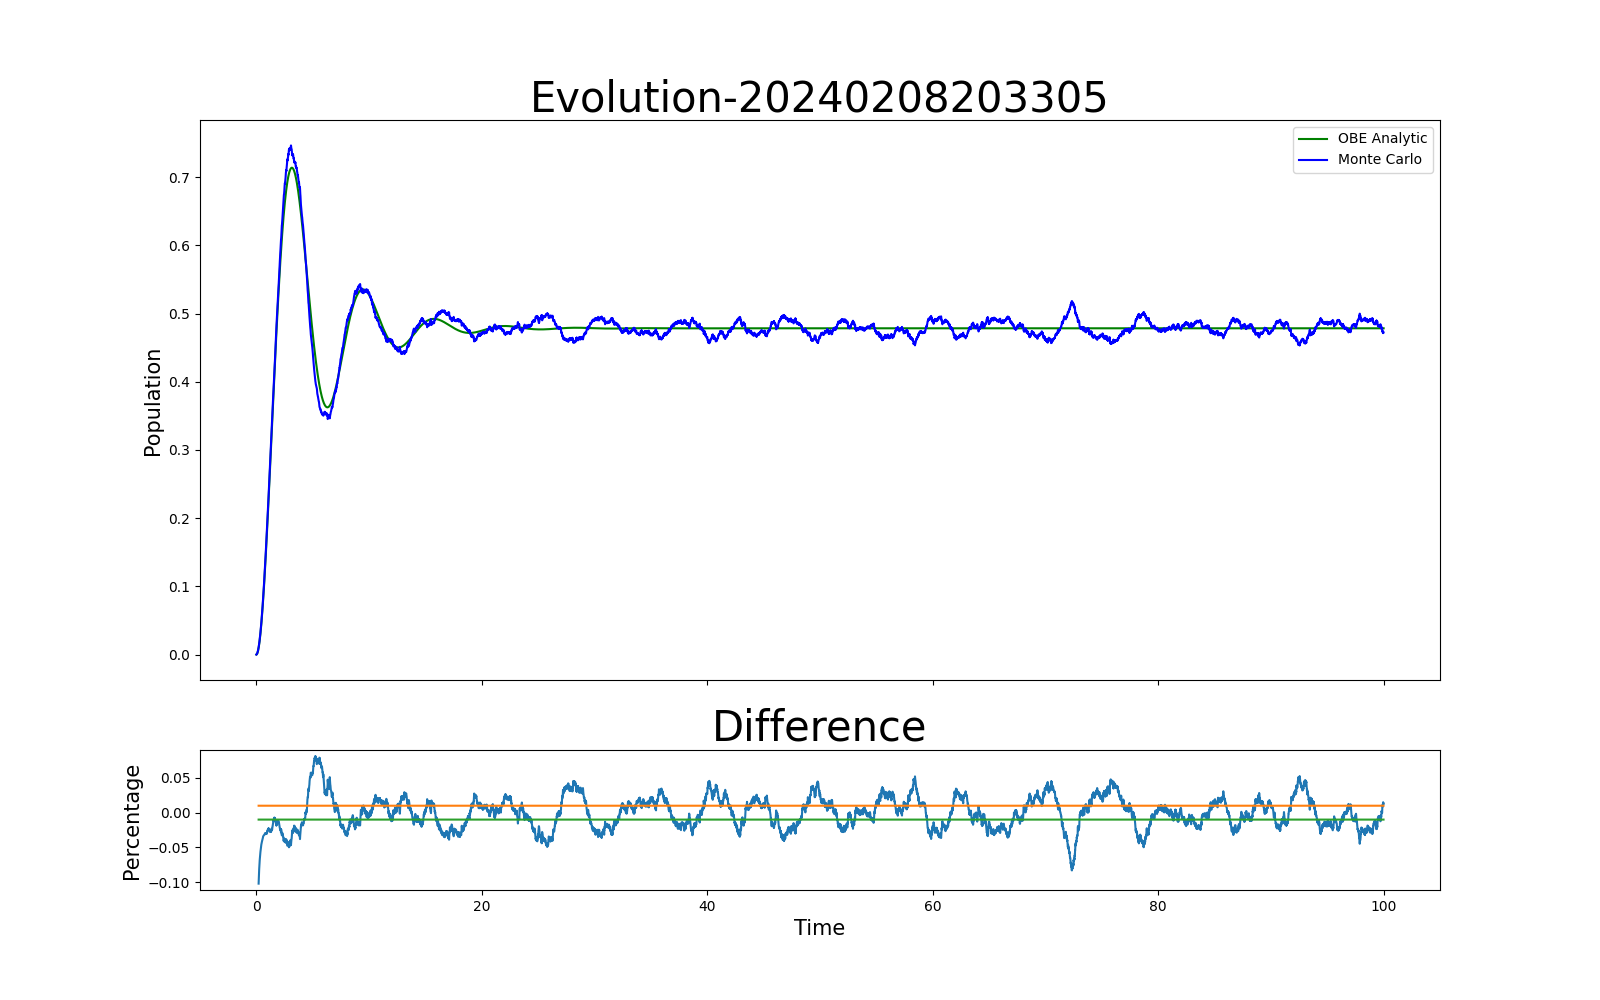 Evolution-20240208203305
OBE Analytic
Monte Carlo
Population
0.7
0.6
0.5
0.4
0.3
0.2
0.1
0.0
Difference
Percentage
0.05
0.00
−0.05
−0.10
0 20 40 60 80 100
Time